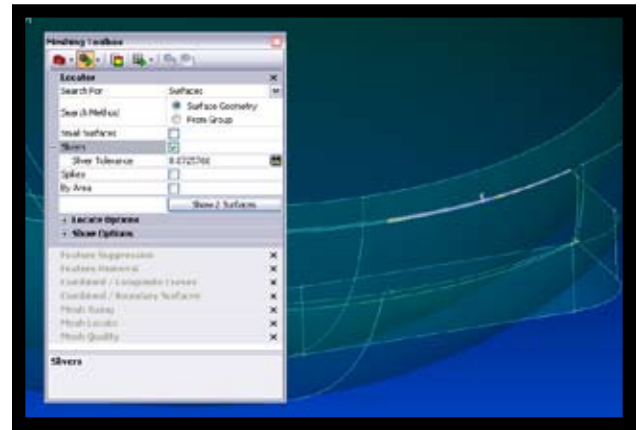 Meshing Toolbox
Locator
Search For Surfaces
Search Method Surface Geometry
From Group
Small Surfaces
Slivers
Sliver Tolerance
Spikes
By Area
Show 2 Surfaces
+ Locate Options
+ Show Options
Feature Suppression
Feature Removal
Combined / Composite Curves
Combined / Boundary Surfaces
Mesh Sizing
Mesh Locate
Mesh Quality
Slivers